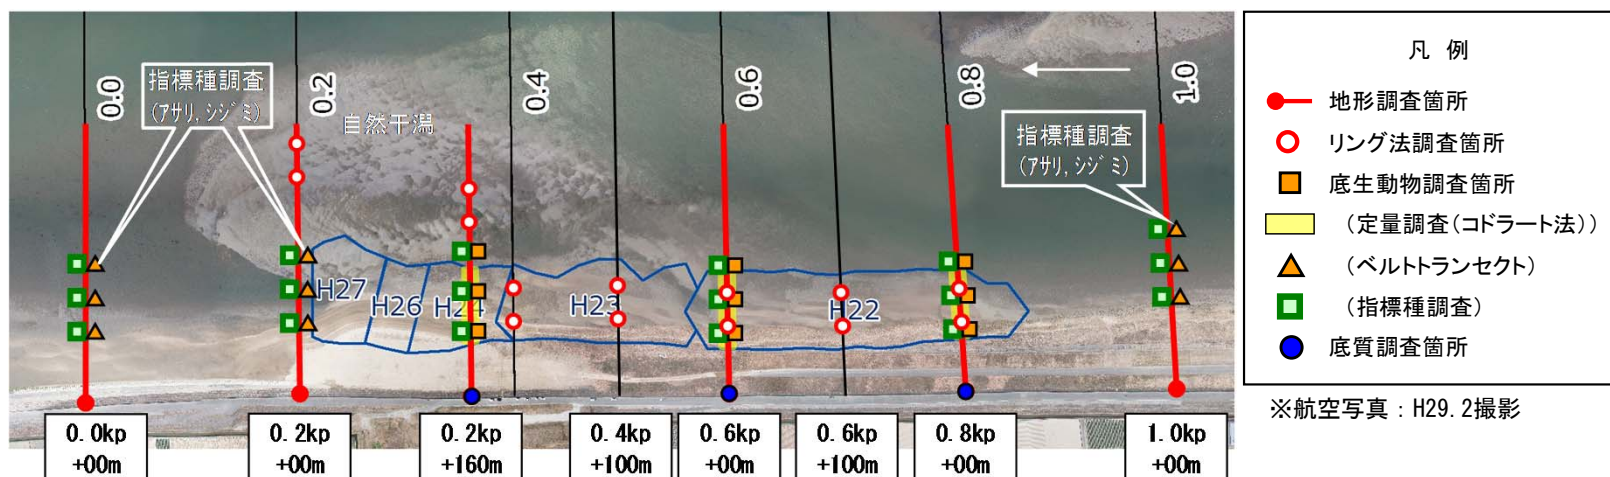 0.0
0.2
0.4
0.6
0.8
1.0
指標種調査
(アサリ,シジミ)
自然干潟
指標種調査
(アサリ,シジミ)
H27
H26
H24
H23
H22
0.0kp
+00m
0.2kp
+00m
0.2kp
+160m
0.4kp
+100m
0.6kp
+00m
0.6kp
+100m
0.8kp
+00m
1.0kp
+00m
凡 例
地形調査箇所
リング法調査箇所
底生動物調査箇所
(定量調査(コドラート法))
(ベルトトランセクト)
(指標種調査)
底質調査箇所
※航空写真：H29.2撮影